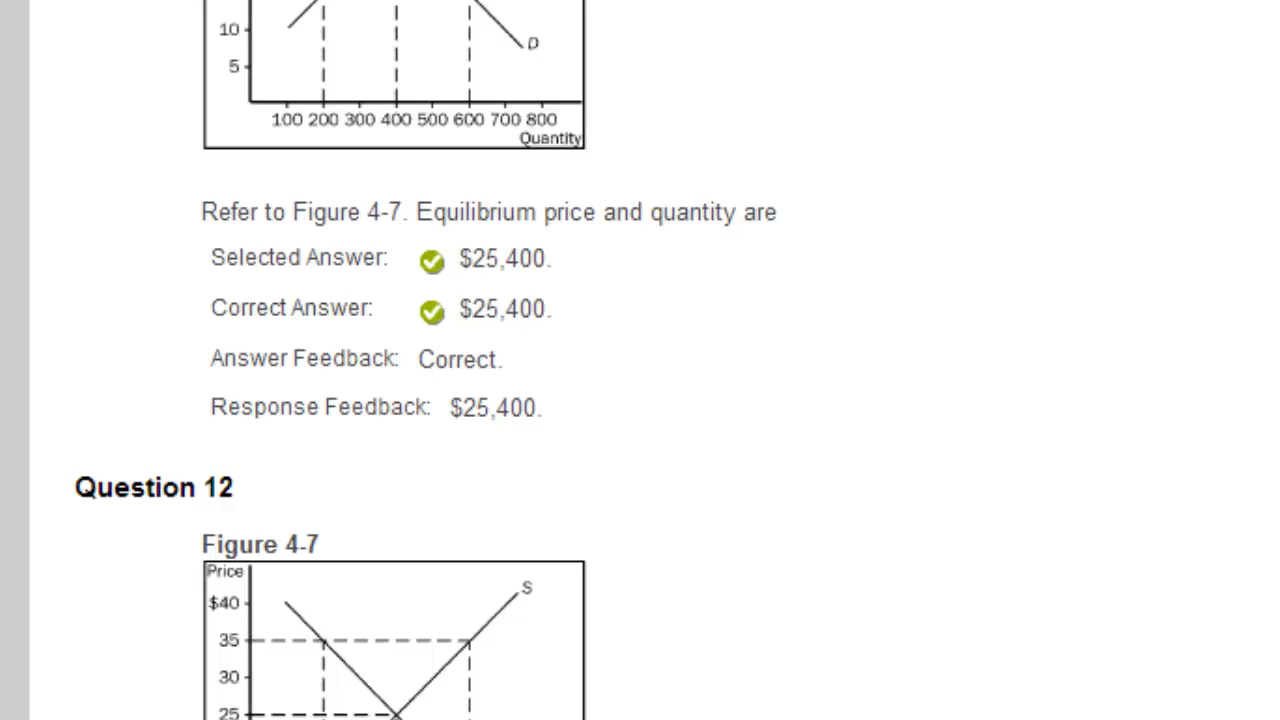 10
D
5
100 200 300 400 500 600 700 800
Quantity
Refer to Figure 4-7. Equilibrium price and quantity are
Selected Answer: $25,400.
Correct Answer: $25,400.
Answer Feedback: Correct.
Response Feedback: $25,400.
Question 12
Figure 4-7
Price
S
$40
35
30
25